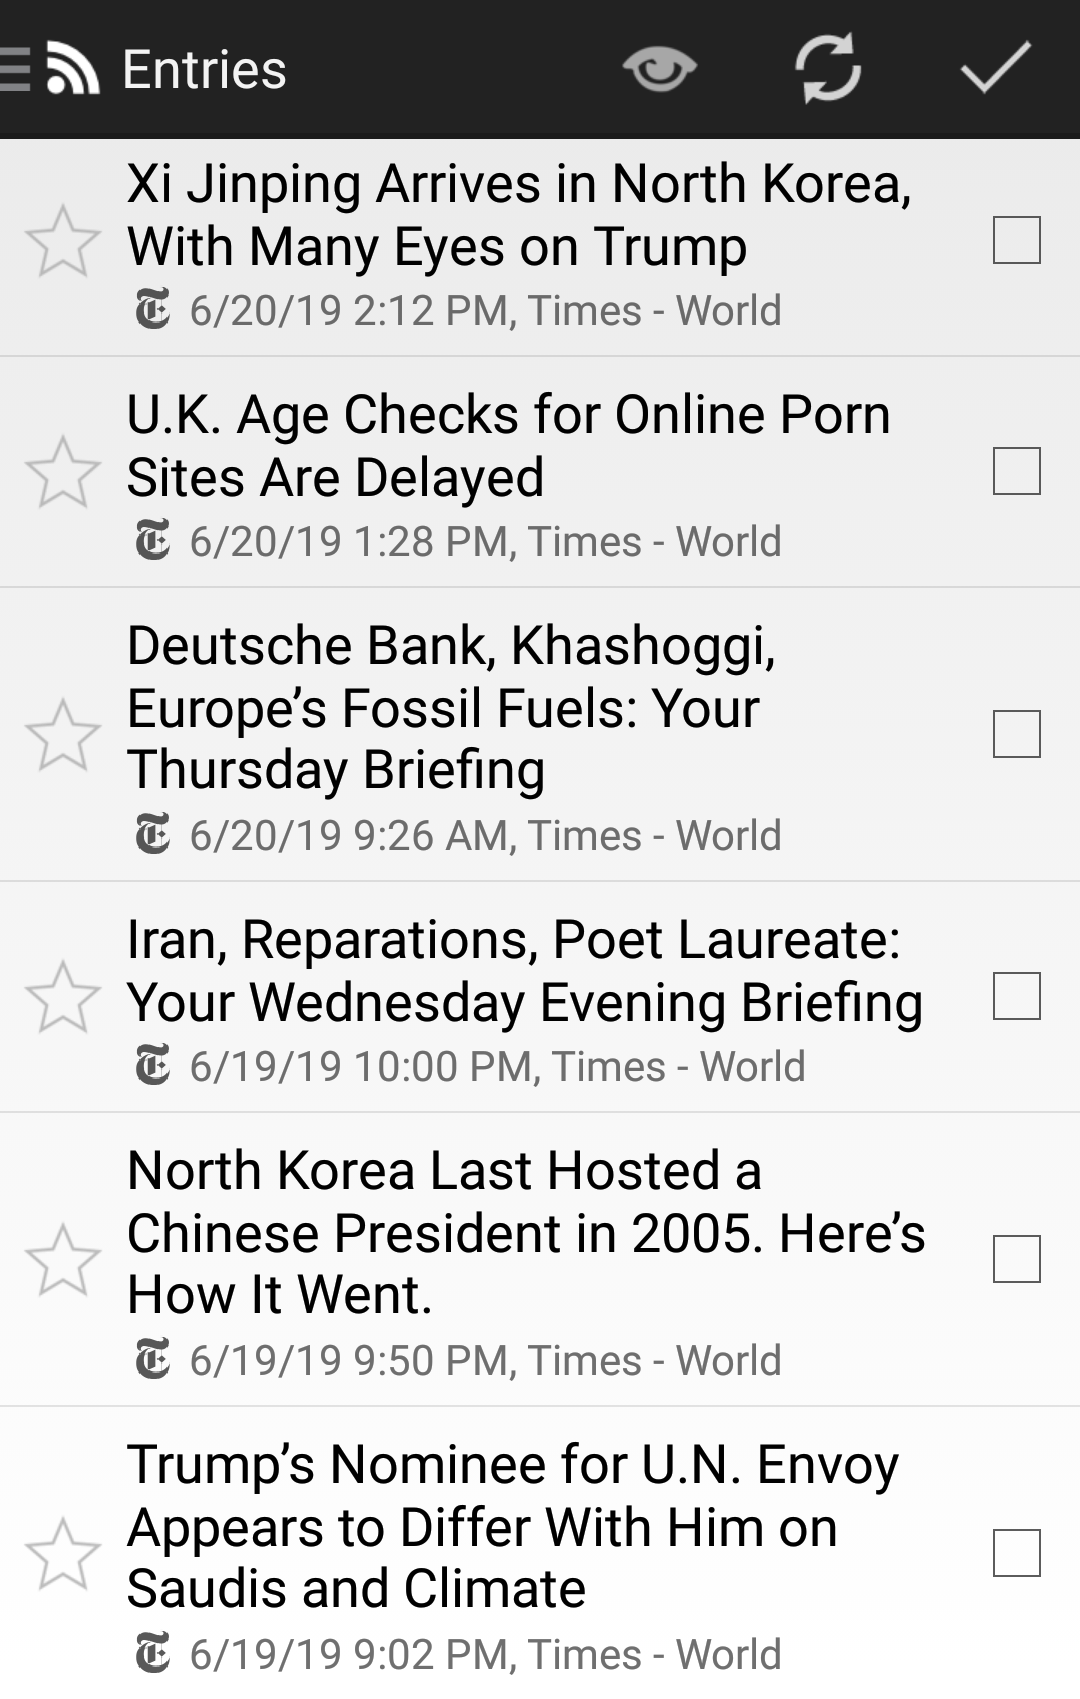 Entries
Xi Jinping Arrives in North Korea,
With Many Eyes on Trump
6/20/19 2:12 PM, Times - World
U.K. Age Checks for Online Porn
Sites Are Delayed
6/20/19 1:28 PM, Times - World
Deutsche Bank, Khashoggi,
Europe’s Fossil Fuels: Your
Thursday Briefing
6/20/19 9:26 AM, Times - World
Iran, Reparations, Poet Laureate:
Your Wednesday Evening Briefing
6/19/19 10:00 PM, Times - World
North Korea Last Hosted a
Chinese President in 2005. Here’s
How It Went.
6/19/19 9:50 PM, Times - World
Trump’s Nominee for U.N. Envoy
Appears to Differ With Him on
Saudis and Climate
6/19/19 9:02 PM, Times - World